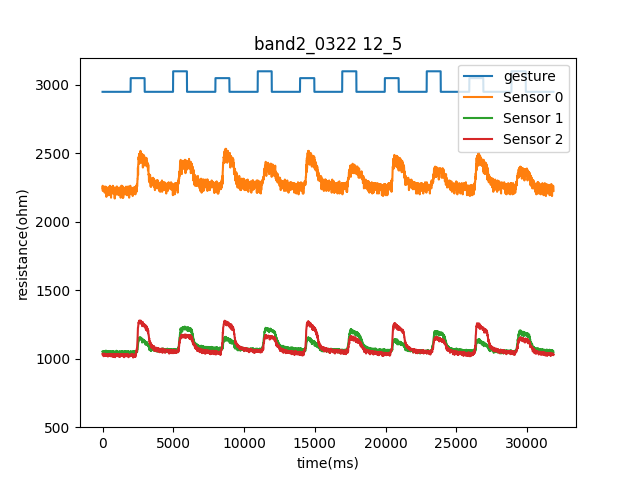 band2_0322 12_5
gesture
Sensor 0
Sensor 1
Sensor 2
3000
2500
2000
1500
1000
500
resistance(ohm)
0
5000
10000
15000
20000
25000
30000
time(ms)